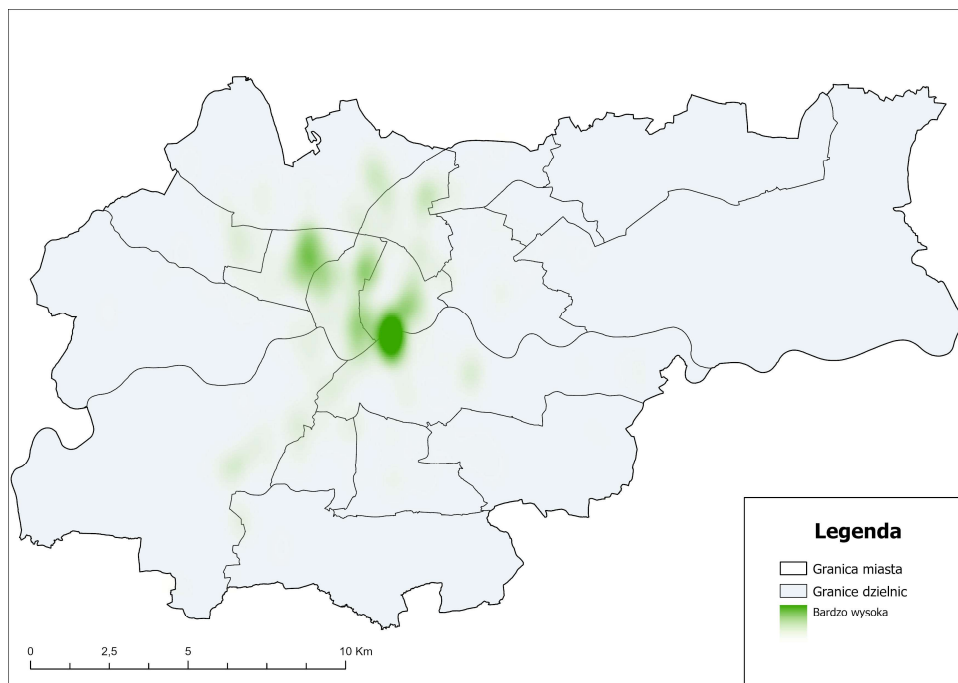 Legenda
Granica miasta
Granice dzielnic
Bardzo wysoka
0 2,5 5 10 Km